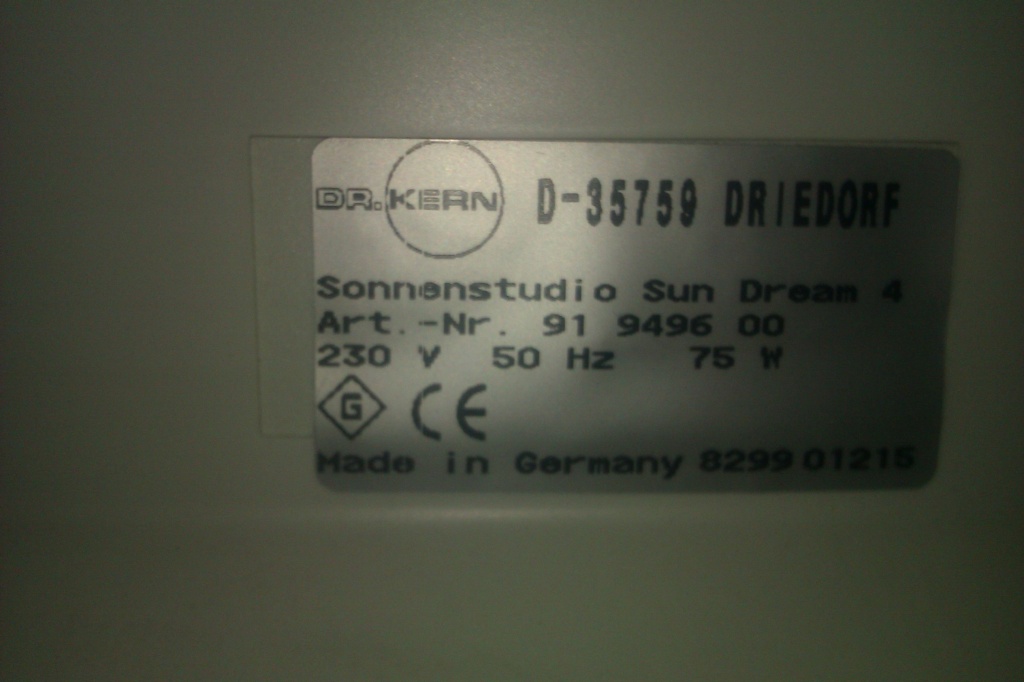 DR. KERN D-35759 DRIEDORF
Sonnenstudio Sun Dream 4
Art.-Nr. 91 9496 00
230 V 50 Hz 75 W
G CE
Made in Germany 8299 01215